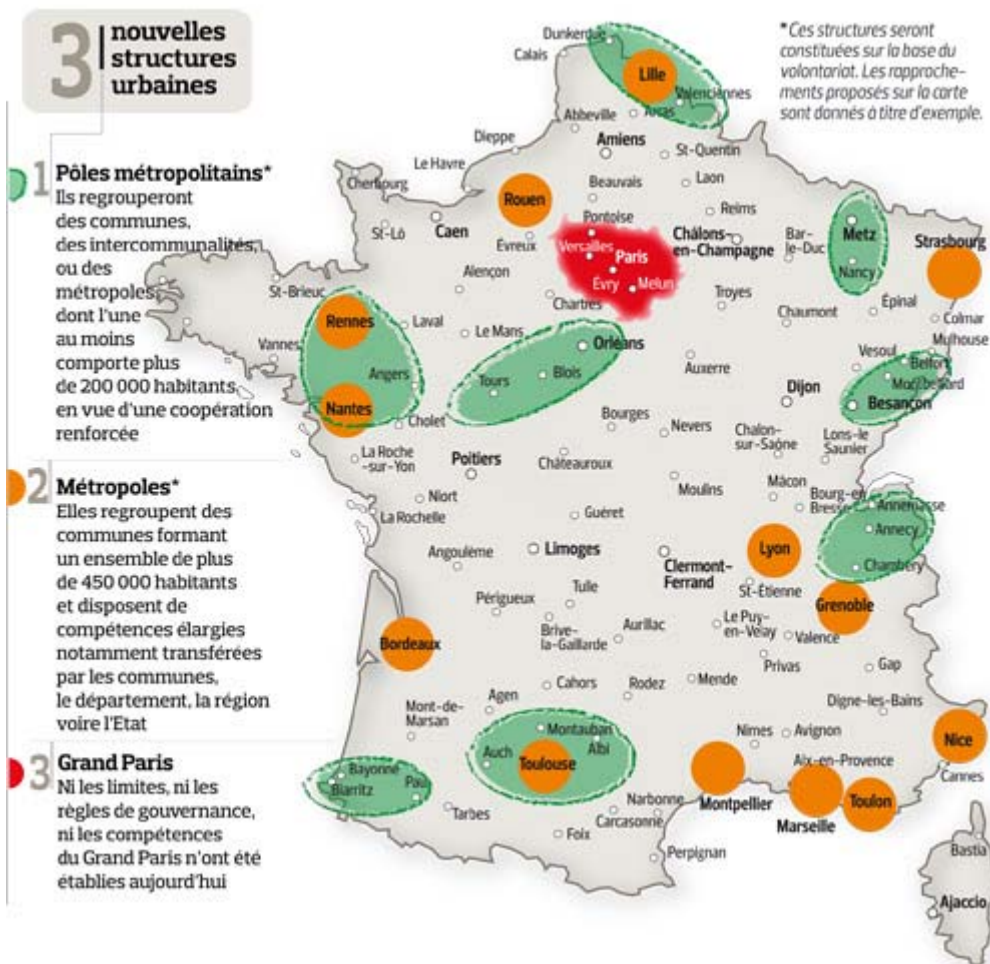 3
nouvelles
structures
urbaines
* Ces structures seront
constituées sur la base du
volontariat. Les rapproche-
ments proposés sur la carte
sont donnés à titre d'exemple.
1 Pôles métropolitains*
Ils regrouperont
des communes,
des intercommunalités,
ou des
métropoles,
dont l'une
au moins
comporte plus
de 200 000 habitants
en vue d'une coopération
renforcée
2 Métropoles*
Elles regroupent des
communes formant
un ensemble de plus
de 450 000 habitants
et disposent de
compétences élargies
notamment transférées
par les communes,
le département, la région
voire l'Etat
3 Grand Paris
Ni les limites, ni les
règles de gouvernance,
ni les compétences
du Grand Paris n'ont été
établies aujourd'hui
Dunkerque
Calais
Lille
Valenciennes
Arras
Abbeville
Dieppe
Amiens
St-Quentin
Le Havre
Cherbourg
Rouen
Beauvais
Laon
Pontoise
Reims
St-Lô
Caen
Évreux
Versailles
Paris
Châlons-
en-Champagne
Bar-
le-Duc
Metz
Strasbourg
Nancy
Alençon
Évry
Melun
St-Brieuc
Chartres
Troyes
Chaumont
Épinal
Colmar
Rennes
Laval
Le Mans
Orléans
Mulhouse
Vannes
Vesoul
Belfort
Angers
Tours
Blois
Auxerre
Montbéliard
Dijon
Besançon
Nantes
Cholet
Bourges
Nevers
Chalon-
sur-Saône
Lons-le
Saunier
La Roche
-sur-Yon
Poitiers
Châteauroux
Moulins
Mâcon
Bourg-en
Bresse
Annemasse
Niort
La Rochelle
Guéret
Annecy
Angoulême
Limoges
Clermont-
Ferrand
Lyon
Chambéry
St-Étienne
Tulle
Périgueux
Grenoble
Brive-
la-Gaillarde
Aurillac
Le Puy-
en-Velay
Valence
Bordeaux
Privas
Gap
Cahors
Rodez
Mende
Agen
Digne-les-Bains
Mont-de-
Marsan
Montauban
Nimes
Avignon
Nice
Auch
Albi
Toulouse
Aix-en-Provence
Cannes
Bayonne
Biarritz
Pau
Montpellier
Toulon
Tarbes
Narbonne
Marseille
Carcasonne
Foix
Perpignan
Bastia
Ajaccio